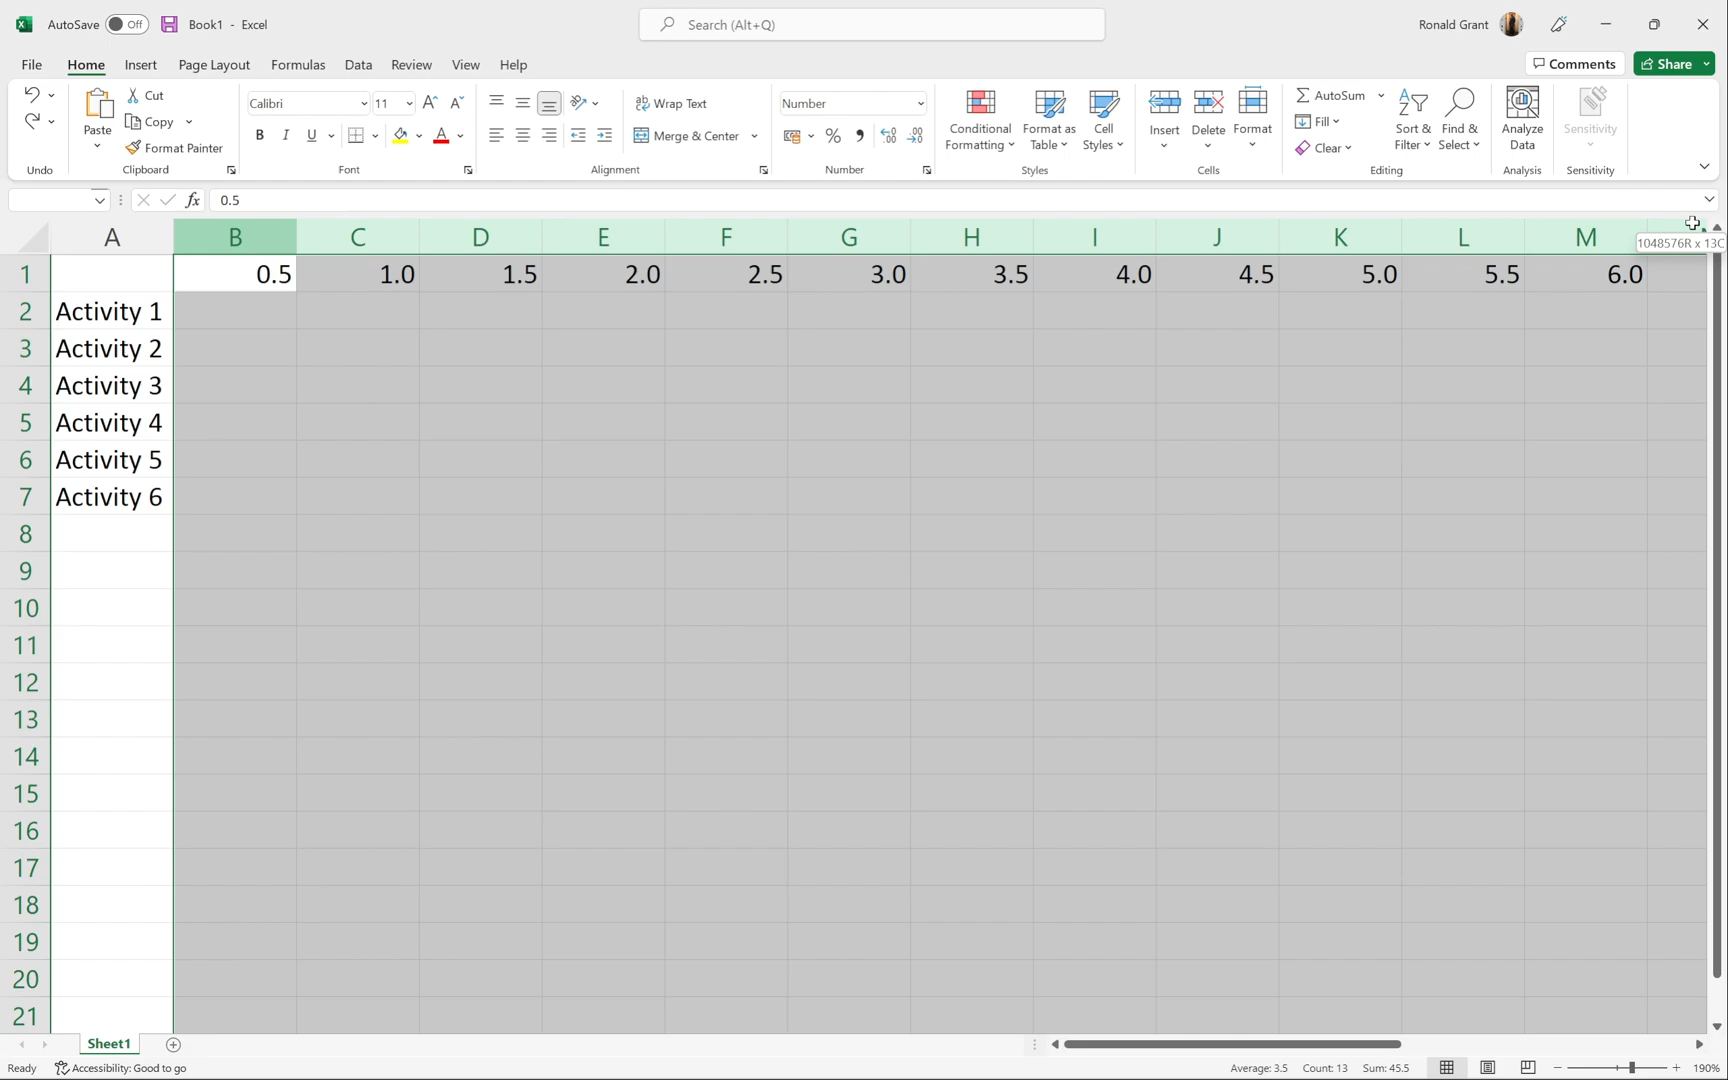 AutoSave Off Book1 - Excel Search (Alt+Q) Ronald Grant
File Home Insert Page Layout Formulas Data Review View Help Comments Share
Paste Cut Copy Format Painter
Calibri 11 B I U A
Wrap Text Merge & Center
Number % 
Conditional Formatting Format as Table Cell Styles
Insert Delete Format
AutoSum Fill Clear Sort & Filter Find & Select
Analyze Data Sensitivity
Undo Clipboard Font Alignment Number Styles Cells Editing Analysis Sensitivity
fx 0.5
A B C D E F G H I J K L M
1048576R x 13C
1 0.5 1.0 1.5 2.0 2.5 3.0 3.5 4.0 4.5 5.0 5.5 6.0
2 Activity 1
3 Activity 2
4 Activity 3
5 Activity 4
6 Activity 5
7 Activity 6
8
9
10
11
12
13
14
15
16
17
18
19
20
21
Sheet1
Ready Accessibility: Good to go Average: 3.5 Count: 13 Sum: 45.5 190%